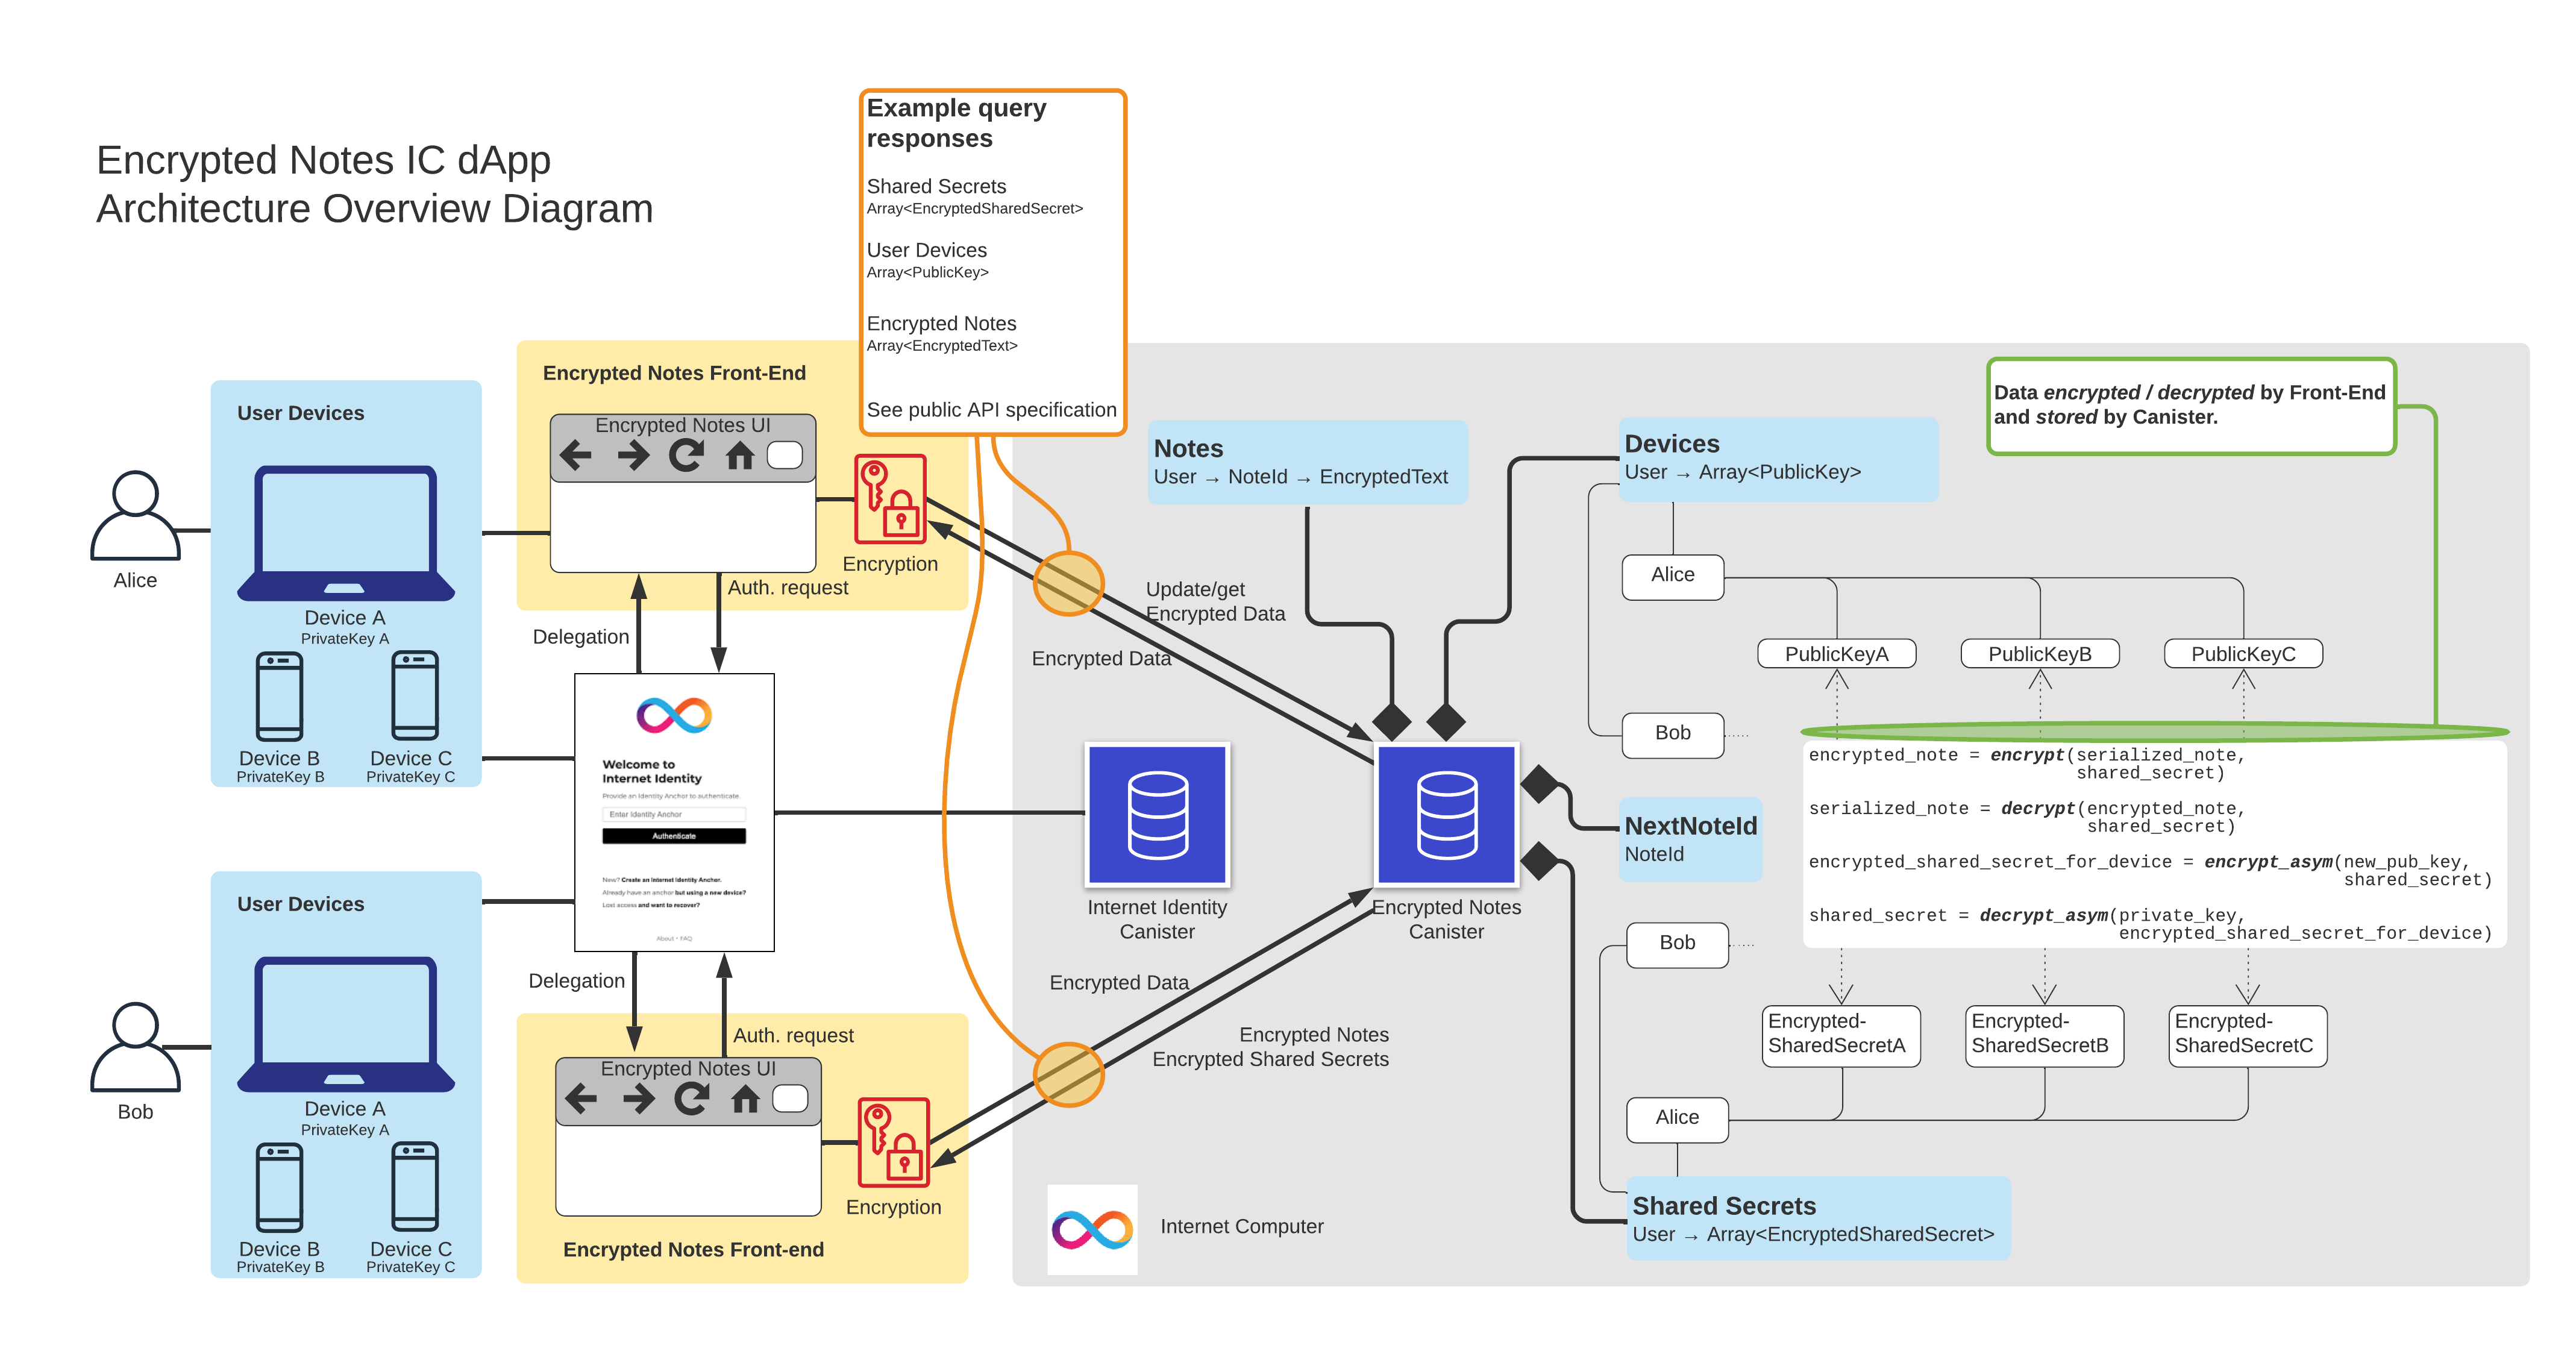 Encrypted Notes IC dApp
Architecture Overview Diagram
Example query
responses
Shared Secrets
Array<EncryptedSharedSecret>
User Devices
Array<PublicKey>
Encrypted Notes
Array<EncryptedText>
See public API specification
User Devices
Alice
Device A
PrivateKey A
Device B
PrivateKey B
Device C
PrivateKey C
Encrypted Notes Front-End
Encrypted Notes UI
Encryption
Auth. request
Delegation
Welcome to
Internet Identity
Provide an Identity Anchor to authenticate.
Enter Identity Anchor
Authenticate
New? Create an Internet Identity Anchor.
Already have an anchor but using a new device?
Lost access and want to recover?
About • FAQ
User Devices
Bob
Device A
PrivateKey A
Device B
PrivateKey B
Device C
PrivateKey C
Delegation
Auth. request
Encrypted Notes UI
Encryption
Encrypted Notes Front-end
Update/get
Encrypted Data
Encrypted Data
Internet Identity
Canister
Encrypted Notes
Canister
Encrypted Data
Encrypted Notes
Encrypted Shared Secrets
Internet Computer
Notes
User → NoteId → EncryptedText
Devices
User → Array<PublicKey>
Data encrypted / decrypted by Front-End
and stored by Canister.
Alice
PublicKeyA
PublicKeyB
PublicKeyC
Bob
NextNoteId
NoteId
encrypted_note = encrypt(serialized_note,
shared_secret)
serialized_note = decrypt(encrypted_note,
shared_secret)
encrypted_shared_secret_for_device = encrypt_asym(new_pub_key,
shared_secret)
shared_secret = decrypt_asym(private_key,
encrypted_shared_secret_for_device)
Bob
Encrypted-
SharedSecretA
Encrypted-
SharedSecretB
Encrypted-
SharedSecretC
Alice
Shared Secrets
User → Array<EncryptedSharedSecret>